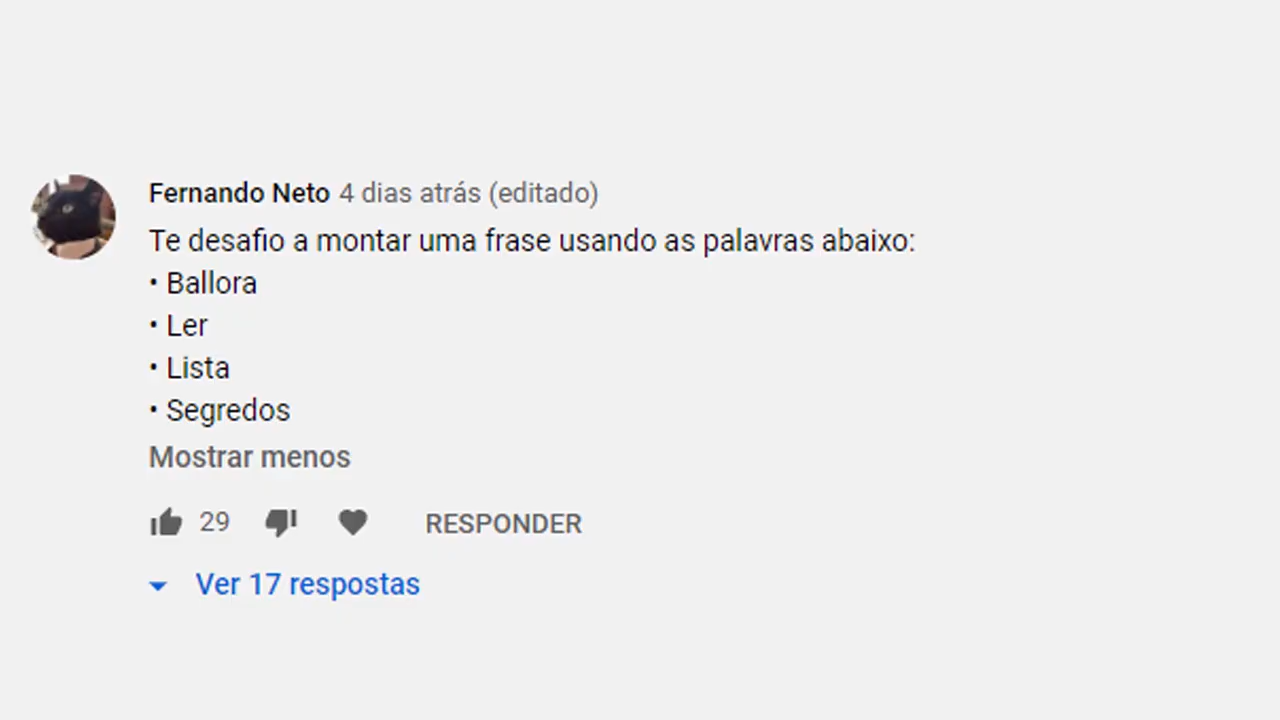 Fernando Neto 4 dias atrás (editado)
Te desafio a montar uma frase usando as palavras abaixo:
• Ballora
• Ler
• Lista
• Segredos
Mostrar menos
29 RESPONDER
Ver 17 respostas